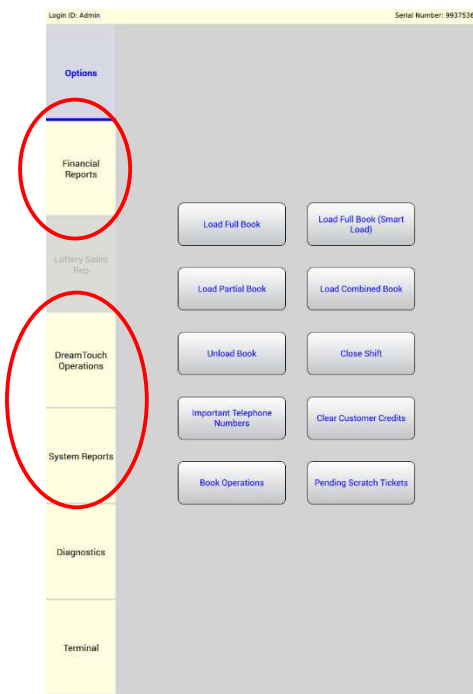 Login ID: Admin
Serial Number: 9937536
Options
Financial
Reports
Lottery Sales
Rep
DreamTouch
Operations
System Reports
Diagnostics
Terminal
Load Full Book
Load Full Book (Smart
Load)
Load Partial Book
Load Combined Book
Unload Book
Close Shift
Important Telephone
Numbers
Clear Customer Credits
Book Operations
Pending Scratch Tickets